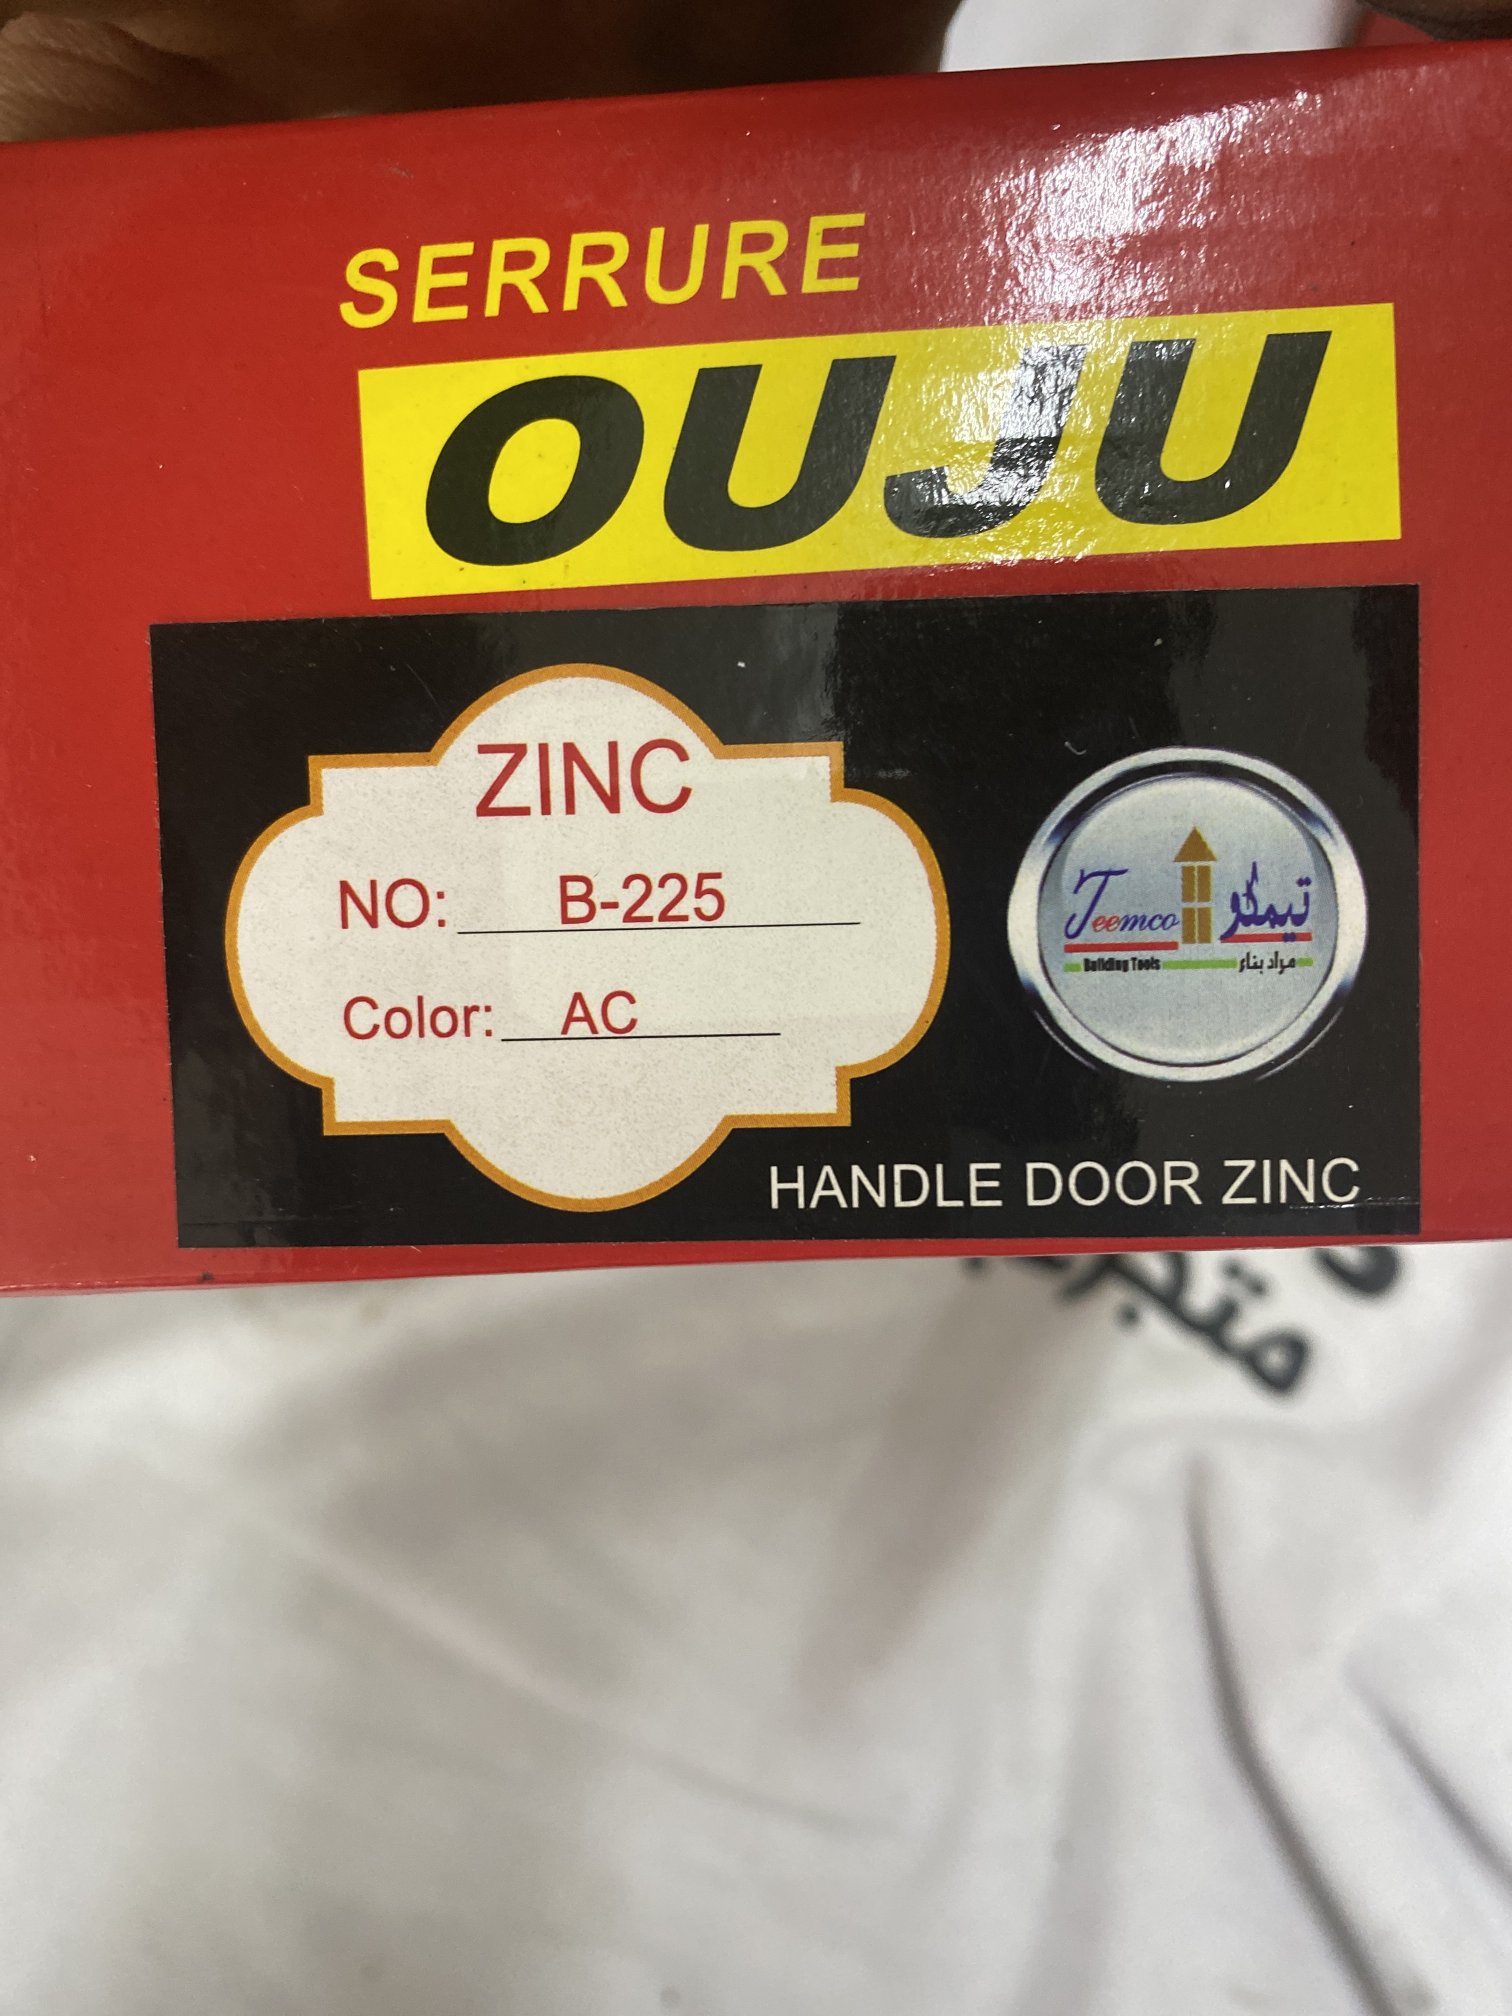 SERRURE
OUJU
ZINC
NO: B-225
Color: AC
Teemco تيمكو
Building Tools مواد بناء
HANDLE DOOR ZINC